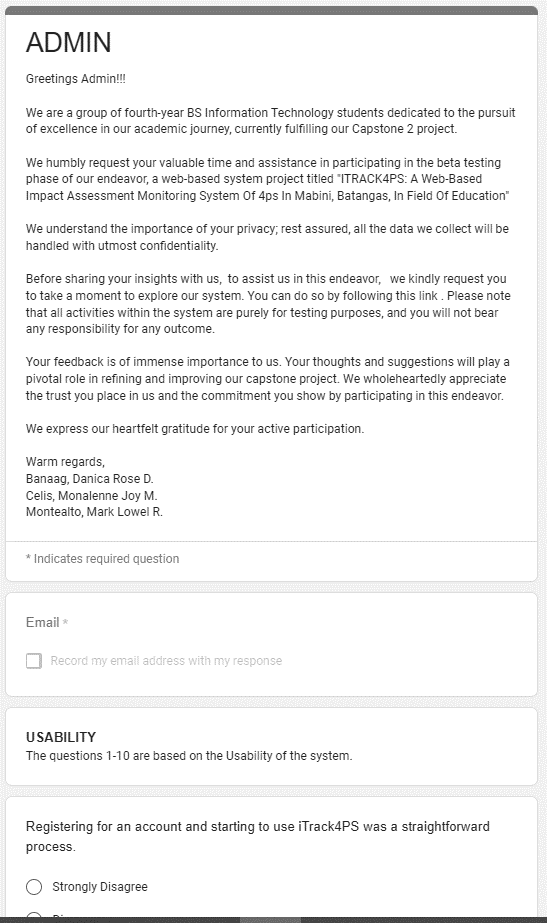 ADMIN
Greetings Admin!!!
We are a group of fourth-year BS Information Technology students dedicated to the pursuit
of excellence in our academic journey, currently fulfilling our Capstone 2 project.
We humbly request your valuable time and assistance in participating in the beta testing
phase of our endeavor, a web-based system project titled "ITRACK4PS: A Web-Based
Impact Assessment Monitoring System Of 4ps In Mabini, Batangas, In Field Of Education"
We understand the importance of your privacy; rest assured, all the data we collect will be
handled with utmost confidentiality.
Before sharing your insights with us,  to assist us in this endeavor,   we kindly request you
to take a moment to explore our system. You can do so by following this link . Please note
that all activities within the system are purely for testing purposes, and you will not bear
any responsibility for any outcome.
Your feedback is of immense importance to us. Your thoughts and suggestions will play a
pivotal role in refining and improving our capstone project. We wholeheartedly appreciate
the trust you place in us and the commitment you show by participating in this endeavor.
We express our heartfelt gratitude for your active participation.
Warm regards,
Banaag, Danica Rose D.
Celis, Monalenne Joy M.
Montealto, Mark Lowel R.
* Indicates required question
Email *
Record my email address with my response
USABILITY
The questions 1-10 are based on the Usability of the system.
Registering for an account and starting to use iTrack4PS was a straightforward
process.
Strongly Disagree